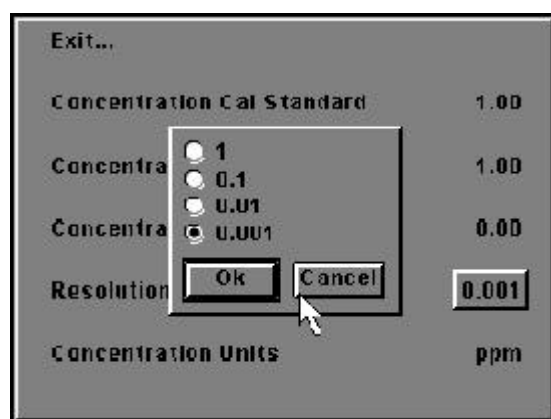 Exit...
Concentration Cal Standard 1.00
Concentra 1.00
Concentra 0.00
Resolution 0.001
Concentration Units ppm
1
0.1
0.01
0.001
Ok Cancel